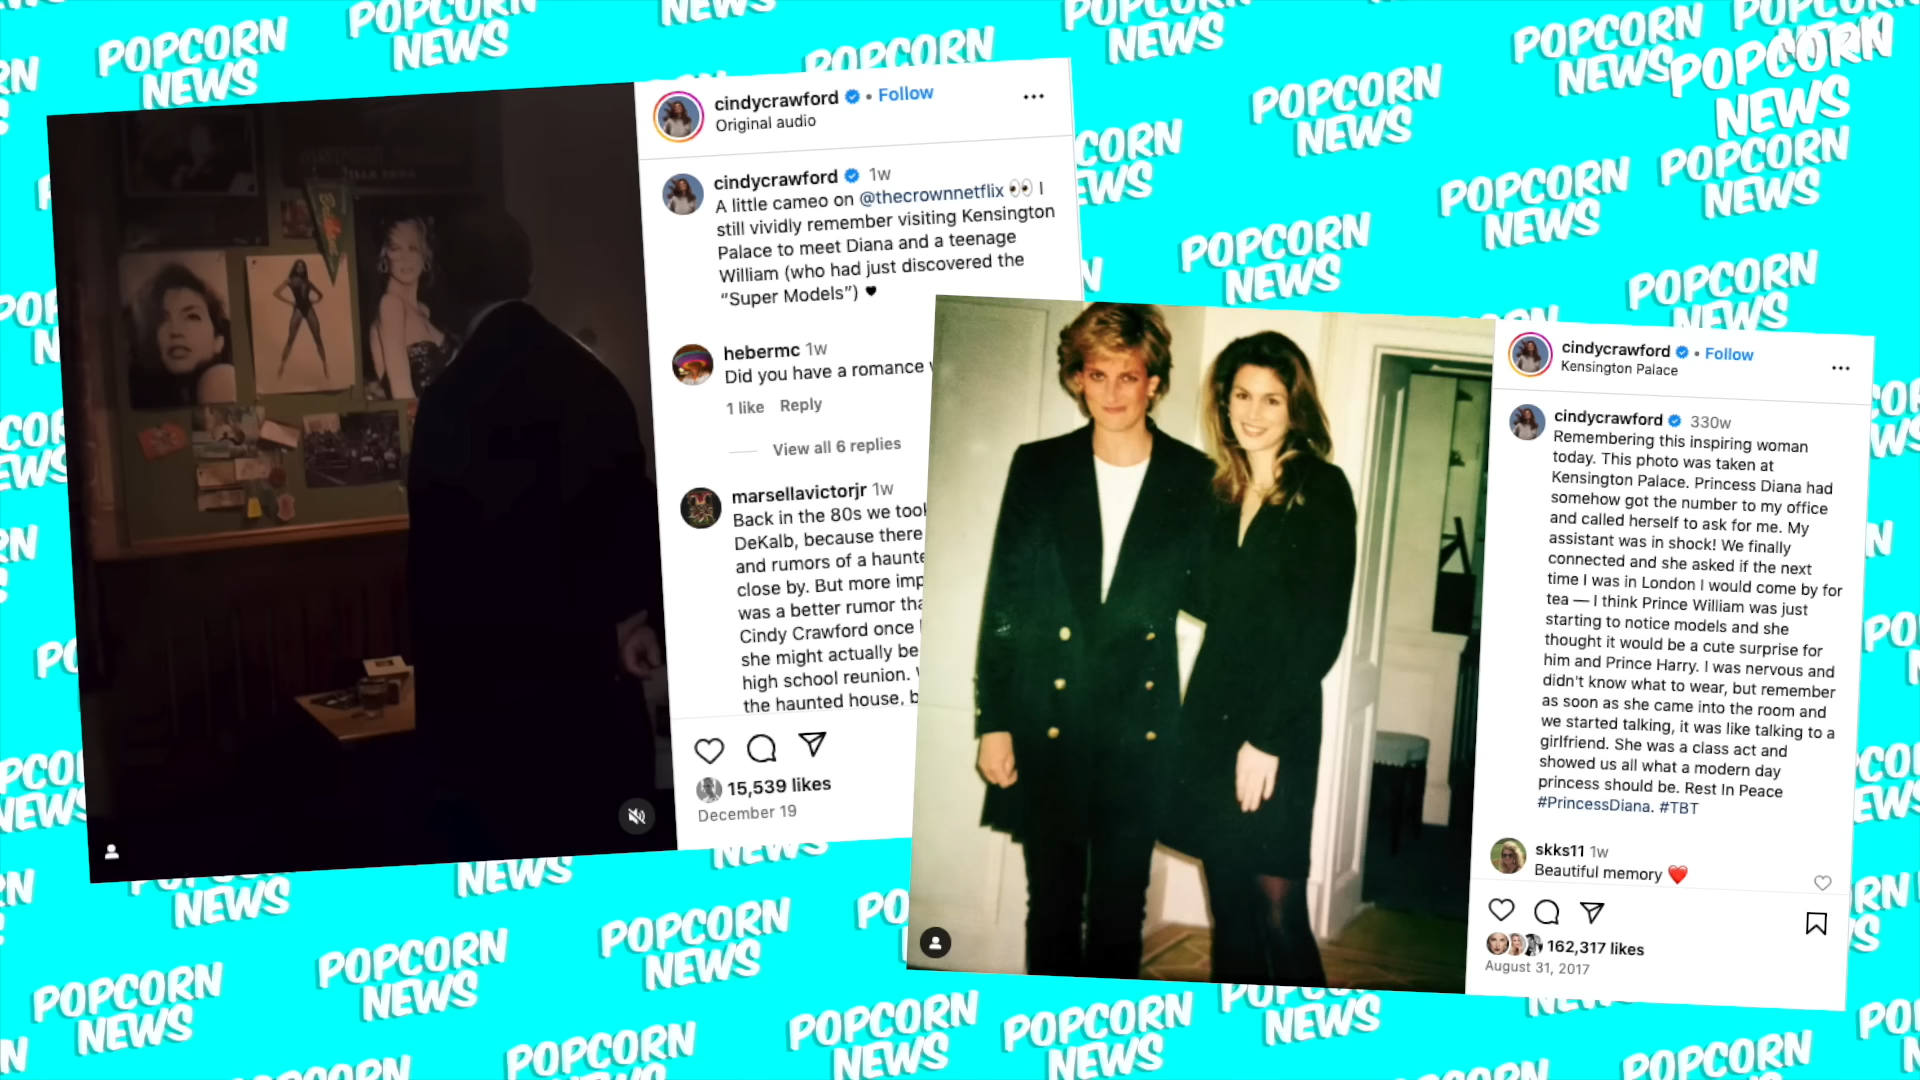 POPCORN
NEWS
cindycrawford • Follow
Original audio
cindycrawford 1w
A little cameo on @thecrownnetflix 👀 I
still vividly remember visiting Kensington
Palace to meet Diana and a teenage
William (who had just discovered the
“Super Models”) 🖤
hebermc 1w
Did you have a romance
1 like Reply
View all 6 replies
marsellavictorjr 1w
Back in the 80s we took
DeKalb, because there
and rumors of a haunte
close by. But more imp
was a better rumor tha
Cindy Crawford once
she might actually be
high school reunion.
the haunted house, b
15,539 likes
December 19
cindycrawford • Follow
Kensington Palace
cindycrawford 330w
Remembering this inspiring woman
today. This photo was taken at
Kensington Palace. Princess Diana had
somehow got the number to my office
and called herself to ask for me. My
assistant was in shock! We finally
connected and she asked if the next
time I was in London I would come by for
tea — I think Prince William was just
starting to notice models and she
thought it would be a cute surprise for
him and Prince Harry. I was nervous and
didn't know what to wear, but remember
as soon as she came into the room and
we started talking, it was like talking to a
girlfriend. She was a class act and
showed us all what a modern day
princess should be. Rest In Peace
#PrincessDiana. #TBT
skks11 1w
Beautiful memory ❤️
162,317 likes
August 31, 2017